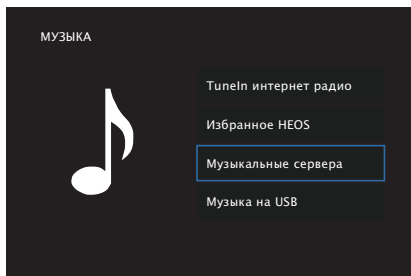 МУЗЫКА
TuneIn интернет радио
Избранное HEOS
Музыкальные сервера
Музыка на USB